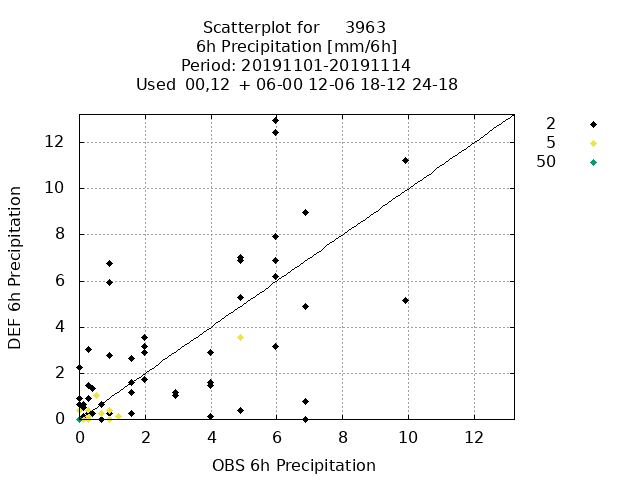 Scatterplot for 3963
6h Precipitation [mm/6h]
Period: 20191101-20191114
Used 00,12 + 06-00 12-06 18-12 24-18
2
5
50
DEF 6h Precipitation
12
10
8
6
4
2
0
0 2 4 6 8 10 12
OBS 6h Precipitation